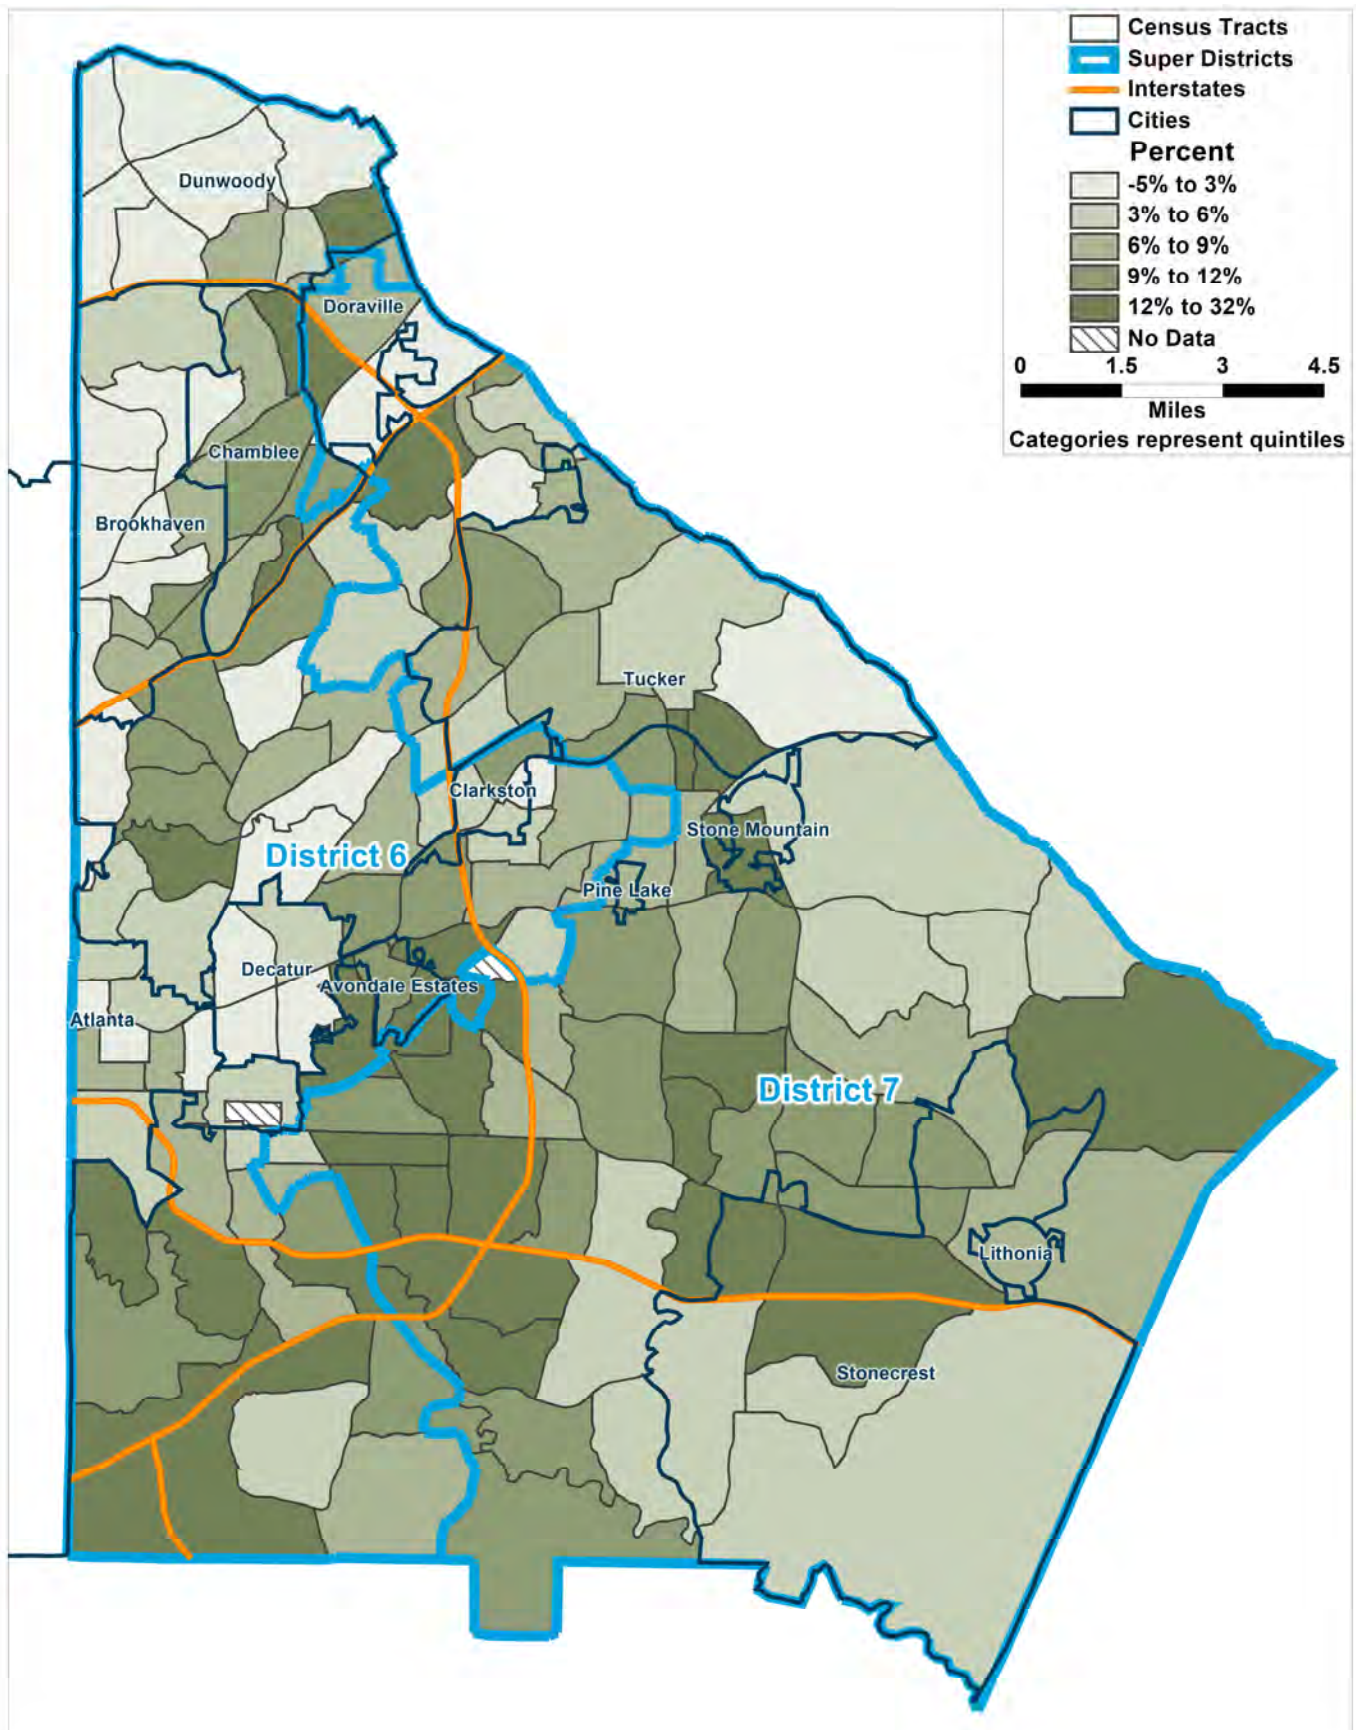 Census Tracts
Super Districts
Interstates
Cities
Percent
-5% to 3%
3% to 6%
6% to 9%
9% to 12%
12% to 32%
No Data
0 1.5 3 4.5
Miles
Categories represent quintiles
Dunwoody
Doraville
Chamblee
Brookhaven
Tucker
Clarkston
Stone Mountain
District 6
Pine Lake
Decatur
Avondale Estates
Atlanta
District 7
Lithonia
Stonecrest